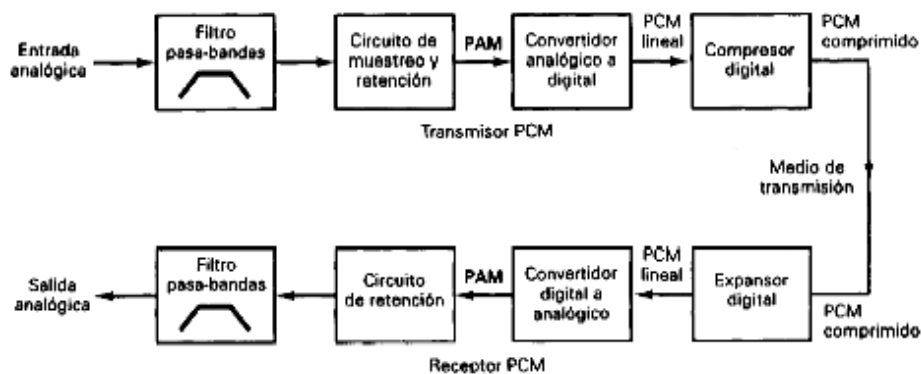 Entrada
analógica
Filtro
pasa-bandas
Circuito de
muestreo y
retención
PAM
Convertidor
analógico a
digital
PCM
lineal
Compresor
digital
PCM
comprimido
Transmisor PCM
Medio de
transmisión
Salida
analógica
Filtro
pasa-bandas
Circuito
de retención
PAM
Convertidor
digital a
analógico
PCM
lineal
Expansor
digital
PCM
comprimido
Receptor PCM